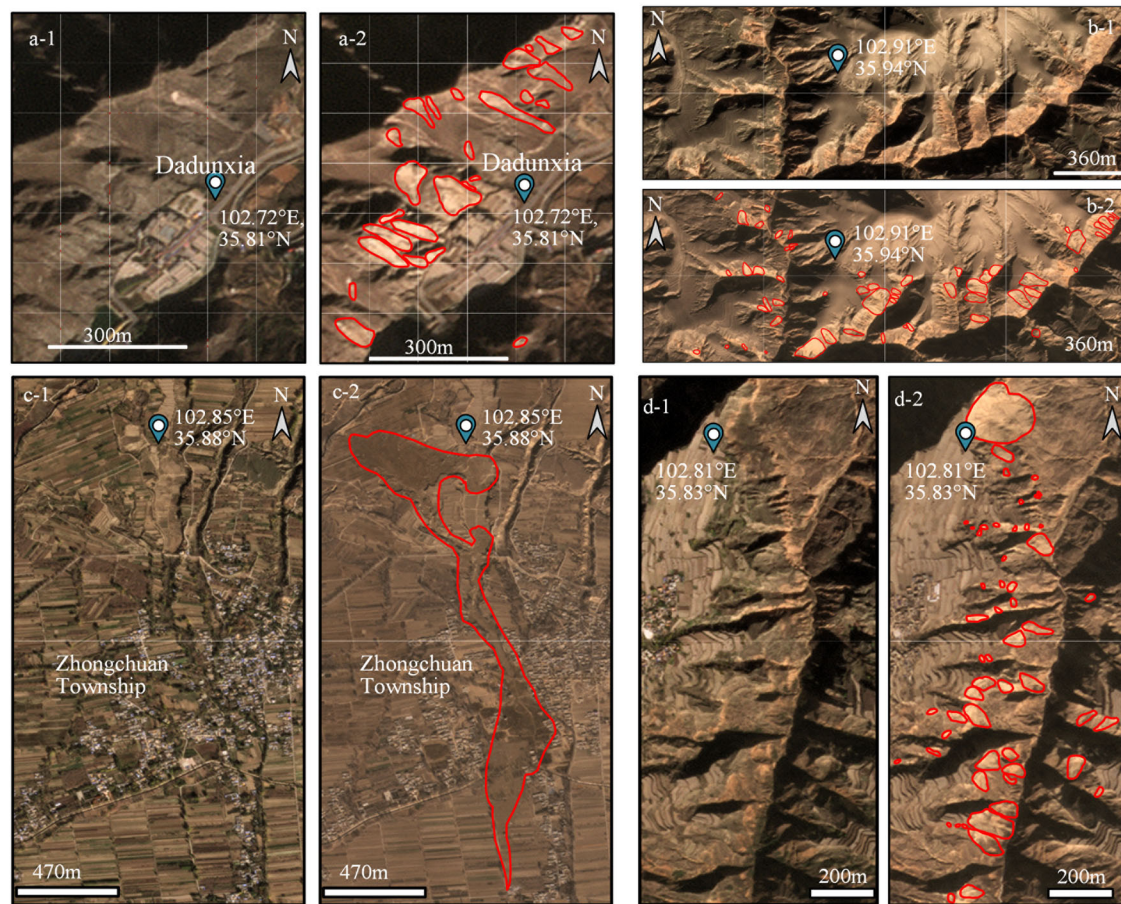 a-1
N
Dadunxia
102.72°E,
35.81°N
300m
a-2
N
Dadunxia
102.72°E,
35.81°N
300m
N
b-1
102.91°E
35.94°N
360m
N
b-2
102.91°E
35.94°N
360m
c-1
N
102.85°E
35.88°N
Zhongchuan
Township
470m
c-2
N
102.85°E
35.88°N
Zhongchuan
Township
470m
d-1
N
102.81°E
35.83°N
200m
d-2
N
102.81°E
35.83°N
200m